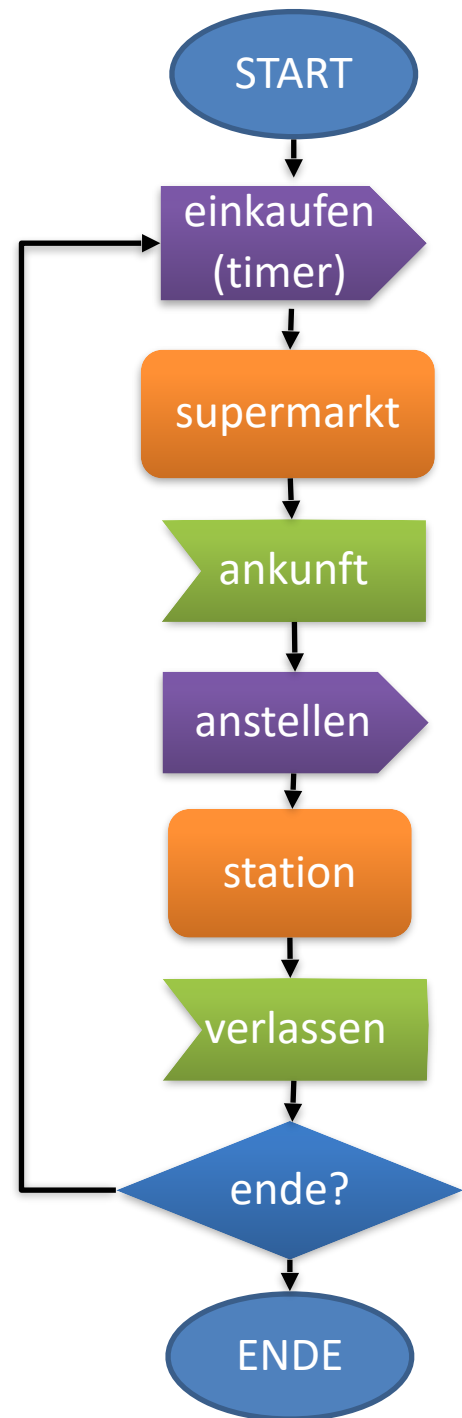 START
einkaufen
(timer)
supermarkt
ankunft
anstellen
station
verlassen
ende?
ENDE